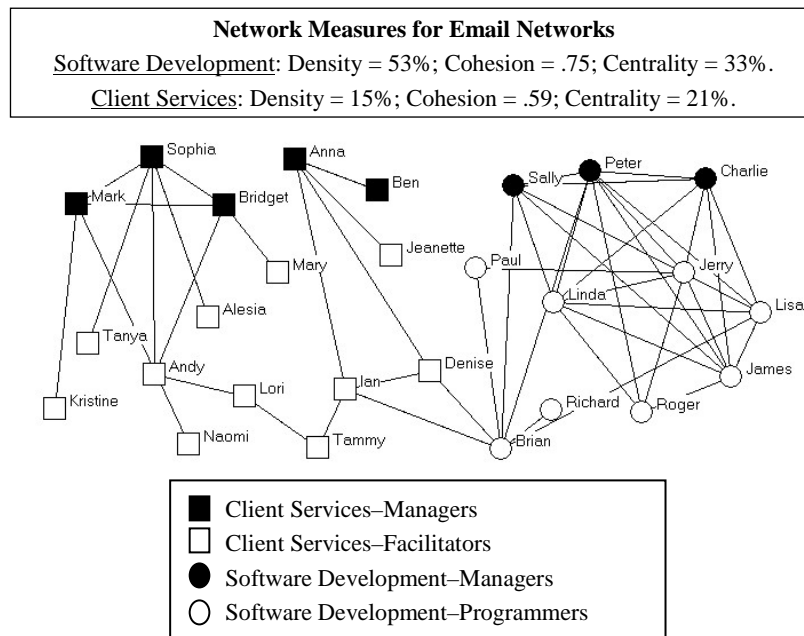 Network Measures for Email Networks
Software Development: Density = 53%; Cohesion = .75; Centrality = 33%.
Client Services: Density = 15%; Cohesion = .59; Centrality = 21%.
Sophia
Anna
Peter
Sally
Charlie
Mark
Bridget
Ben
Mary
Jeanette
Paul
Jerry
Linda
Lisa
Tanya
Alesia
Andy
Lori
Ian
Denise
James
Kristine
Richard
Roger
Naomi
Tammy
Brian
Client Services–Managers
Client Services–Facilitators
Software Development–Managers
Software Development–Programmers